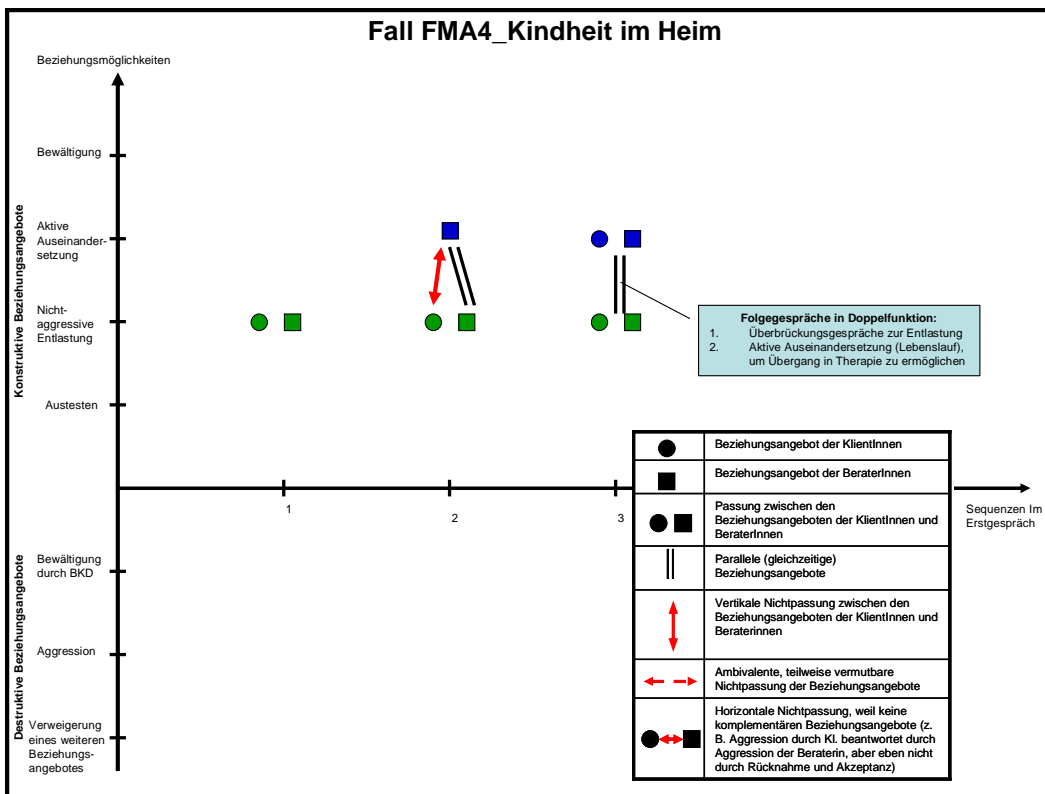 Fall FMA4_Kindheit im Heim
Beziehungsmöglichkeiten
Konstruktive Beziehungsangebote
Bewältigung
Aktive
Auseinander-
setzung
Nicht-
aggressive
Entlastung
Austesten
Folgegespräche in Doppelfunktion:
1. Überbrückungsgespräche zur Entlastung
2. Aktive Auseinandersetzung (Lebenslauf),
um Übergang in Therapie zu ermöglichen
1
2
3
Sequenzen Im
Erstgespräch
Destruktive Beziehungsangebote
Bewältigung
durch BKD
Aggression
Verweigerung
eines weiteren
Beziehungs-
angebotes
Beziehungsangebot der KlientInnen
Beziehungsangebot der BeraterInnen
Passung zwischen den
Beziehungsangeboten der KlientInnen und
BeraterInnen
Parallele (gleichzeitige)
Beziehungsangebote
Vertikale Nichtpassung zwischen den
Beziehungsangeboten der KlientInnen und
Beraterinnen
Ambivalente, teilweise vermutbare
Nichtpassung der Beziehungsangebote
Horizontale Nichtpassung, weil keine
komplementären Beziehungsangebote (z.
B. Aggression durch Kl. beantwortet durch
Aggression der Beraterin, aber eben nicht
durch Rücknahme und Akzeptanz)